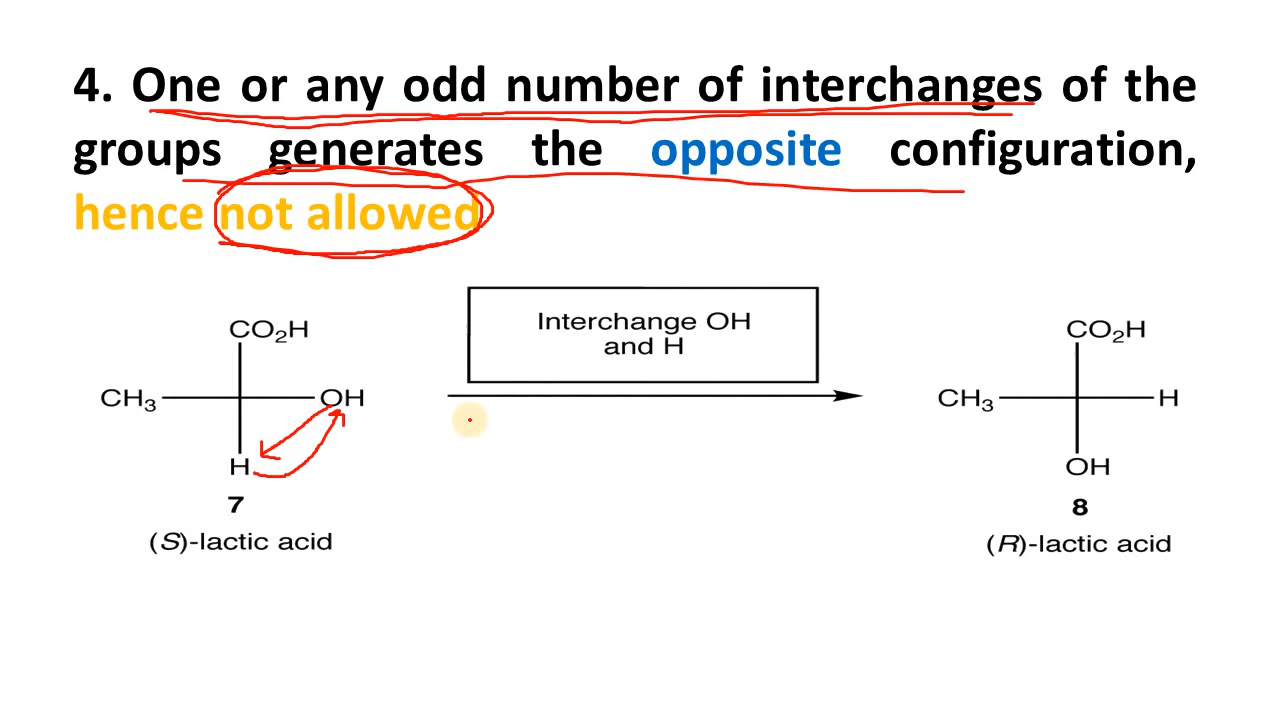 4. One or any odd number of interchanges of the
groups generates the opposite configuration,
hence not allowed
Interchange OH
and H
CO₂H
CH₃ OH
H
7
(S)-lactic acid
CO₂H
CH₃ H
OH
8
(R)-lactic acid